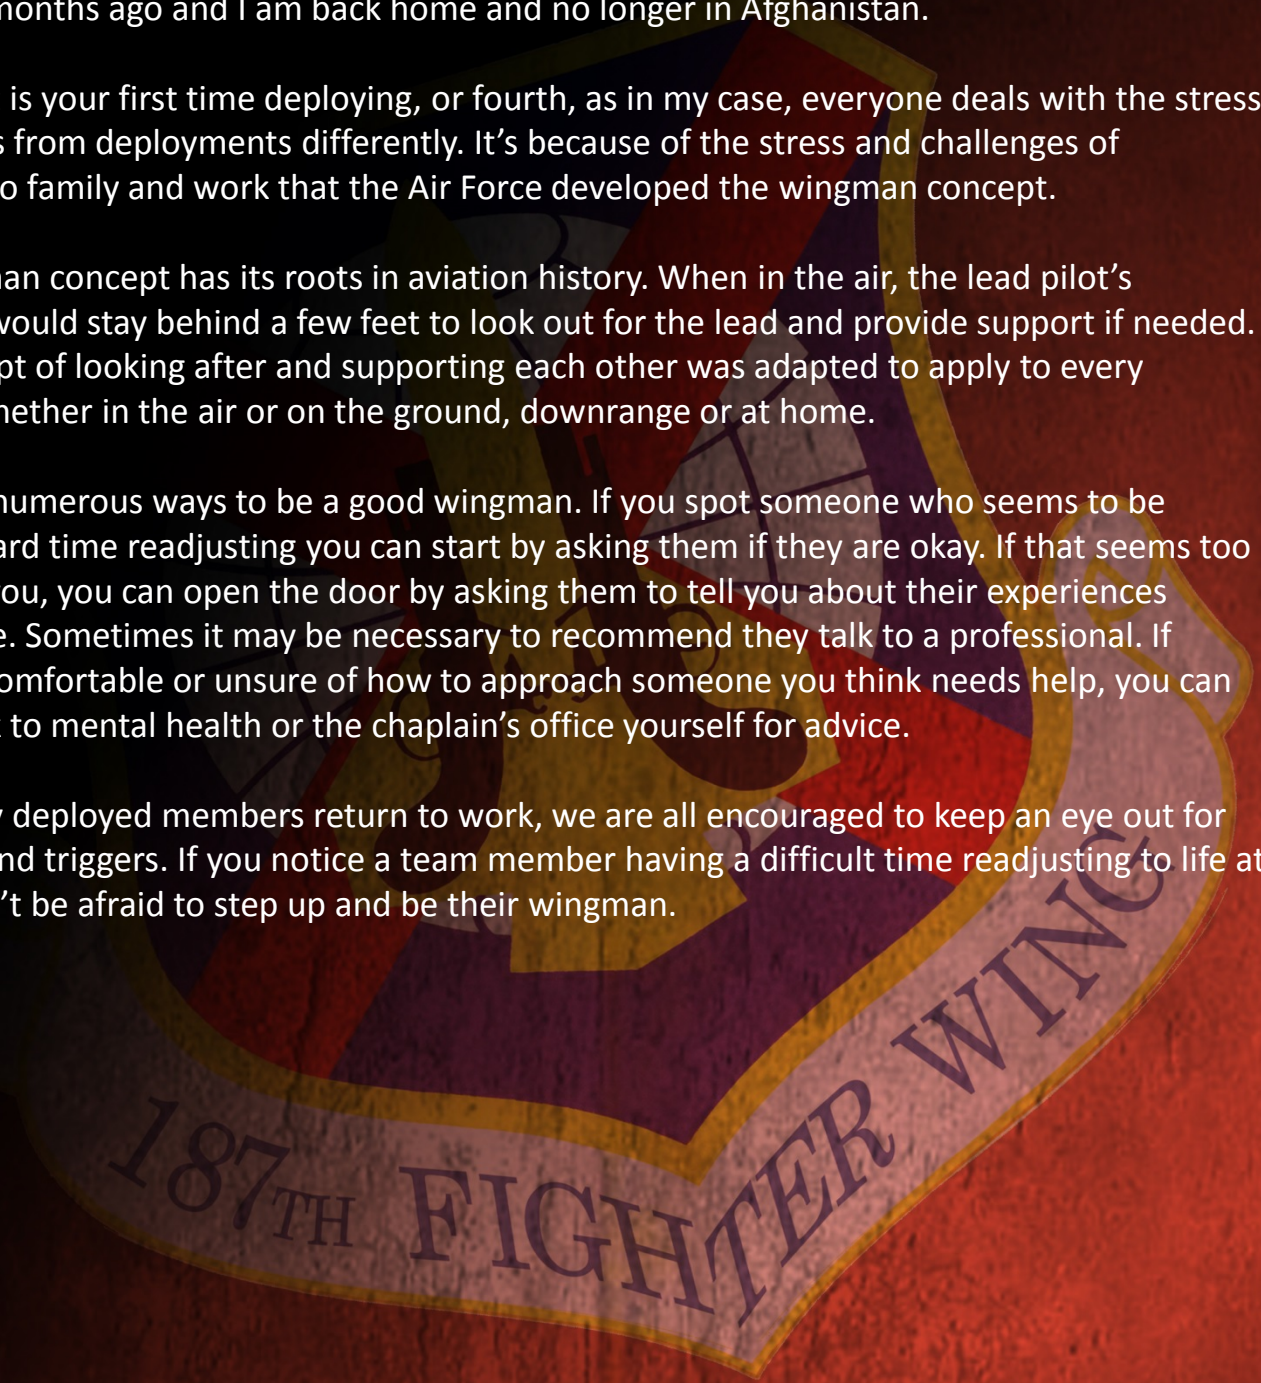 months ago and I am back home and no longer in Afghanistan.
is your first time deploying, or fourth, as in my case, everyone deals with the stress
s from deployments differently. It’s because of the stress and challenges of
o family and work that the Air Force developed the wingman concept.
an concept has its roots in aviation history. When in the air, the lead pilot’s
would stay behind a few feet to look out for the lead and provide support if needed.
pt of looking after and supporting each other was adapted to apply to every
hether in the air or on the ground, downrange or at home.
numerous ways to be a good wingman. If you spot someone who seems to be
ard time readjusting you can start by asking them if they are okay. If that seems too
ou, you can open the door by asking them to tell you about their experiences
e. Sometimes it may be necessary to recommend they talk to a professional. If
omfortable or unsure of how to approach someone you think needs help, you can
to mental health or the chaplain’s office yourself for advice.
y deployed members return to work, we are all encouraged to keep an eye out for
nd triggers. If you notice a team member having a difficult time readjusting to life at
’t be afraid to step up and be their wingman.
187TH FIGHTER WING